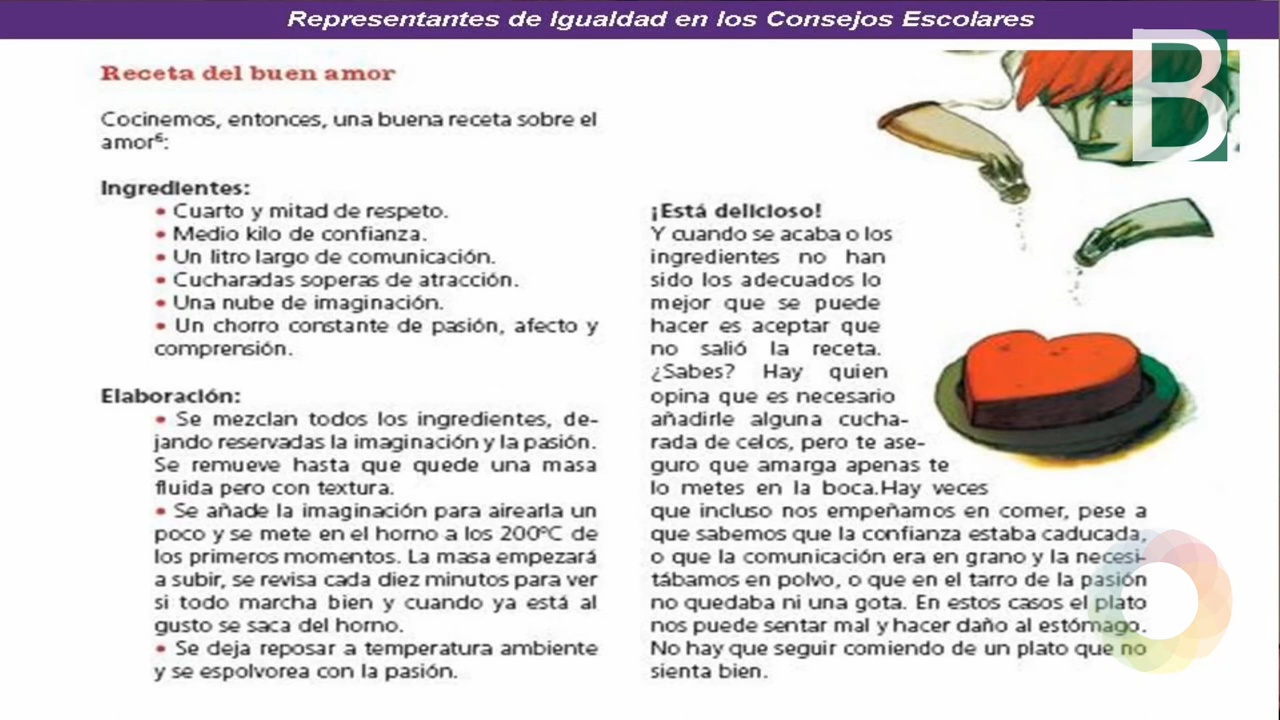 Representantes de Igualdad en los Consejos Escolares
B
Receta del buen amor
Cocinemos, entonces, una buena receta sobre el
amor⁶:
Ingredientes:
• Cuarto y mitad de respeto.
• Medio kilo de confianza.
• Un litro largo de comunicación.
• Cucharadas soperas de atracción.
• Una nube de imaginación.
• Un chorro constante de pasión, afecto y
comprensión.
Elaboración:
• Se mezclan todos los ingredientes, de-
jando reservadas la imaginación y la pasión.
Se remueve hasta que quede una masa
fluida pero con textura.
• Se añade la imaginación para airearla un
poco y se mete en el horno a los 200ºC de
los primeros momentos. La masa empezará
a subir, se revisa cada diez minutos para ver
si todo marcha bien y cuando ya está al
gusto se saca del horno.
• Se deja reposar a temperatura ambiente
y se espolvorea con la pasión.
¡Está delicioso!
Y cuando se acaba o los
ingredientes no han
sido los adecuados lo
mejor que se puede
hacer es aceptar que
no salió la receta.
¿Sabes? Hay quien
opina que es necesario
añadirle alguna cucha-
rada de celos, pero te ase-
guro que amarga apenas te
lo metes en la boca.Hay veces
que incluso nos empeñamos en comer, pese a
que sabemos que la confianza estaba caducada,
o que la comunicación era en grano y la necesi-
tábamos en polvo, o que en el tarro de la pasión
no quedaba ni una gota. En estos casos el plato
nos puede sentar mal y hacer daño al estómago.
No hay que seguir comiendo de un plato que no
sienta bien.